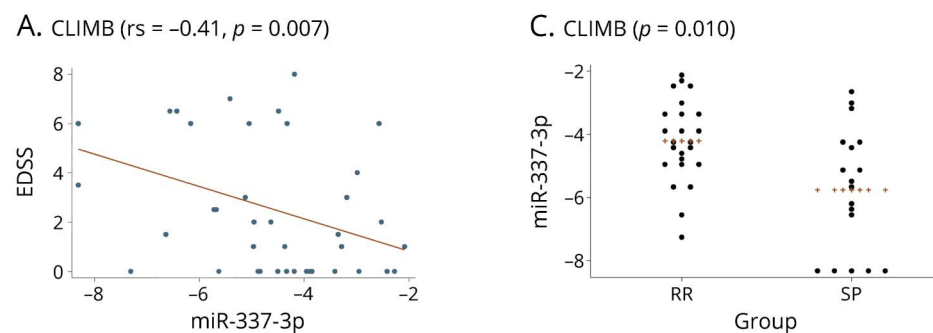 A. CLIMB (rs = –0.41, p = 0.007)
EDSS
8
6
4
2
0
–8
–6
–4
–2
miR-337-3p
C. CLIMB (p = 0.010)
miR-337-3p
–2
–4
–6
–8
RR
SP
Group